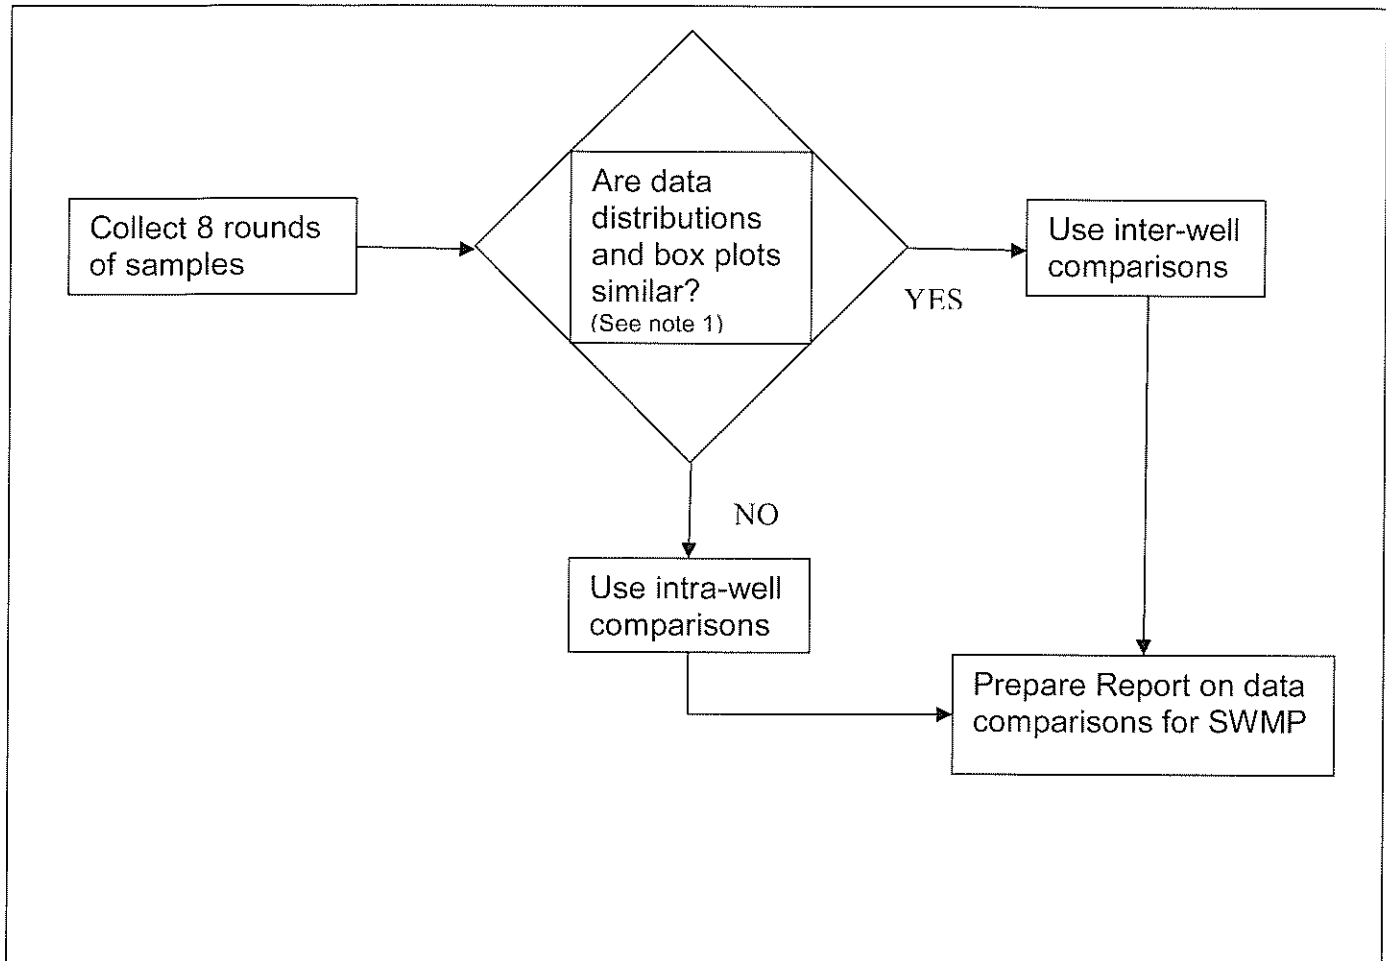 Collect 8 rounds
of samples
Are data
distributions
and box plots
similar?
(See note 1)
YES
Use inter-well
comparisons
NO
Use intra-well
comparisons
Prepare Report on data
comparisons for SWMP